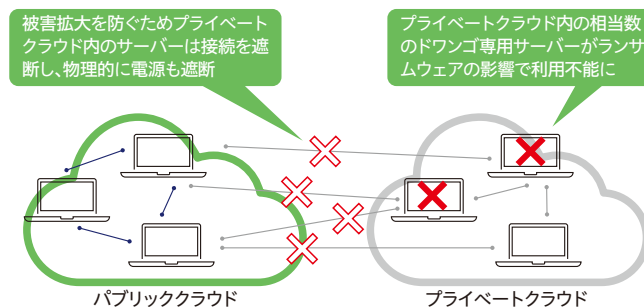 被害拡大を防ぐためプライベート
クラウド内のサーバーは接続を遮
断し、物理的に電源も遮断
プライベートクラウド内の相当数
のドワンゴ専用サーバーがランサ
ムウェアの影響で利用不能に
パブリッククラウド
プライベートクラウド